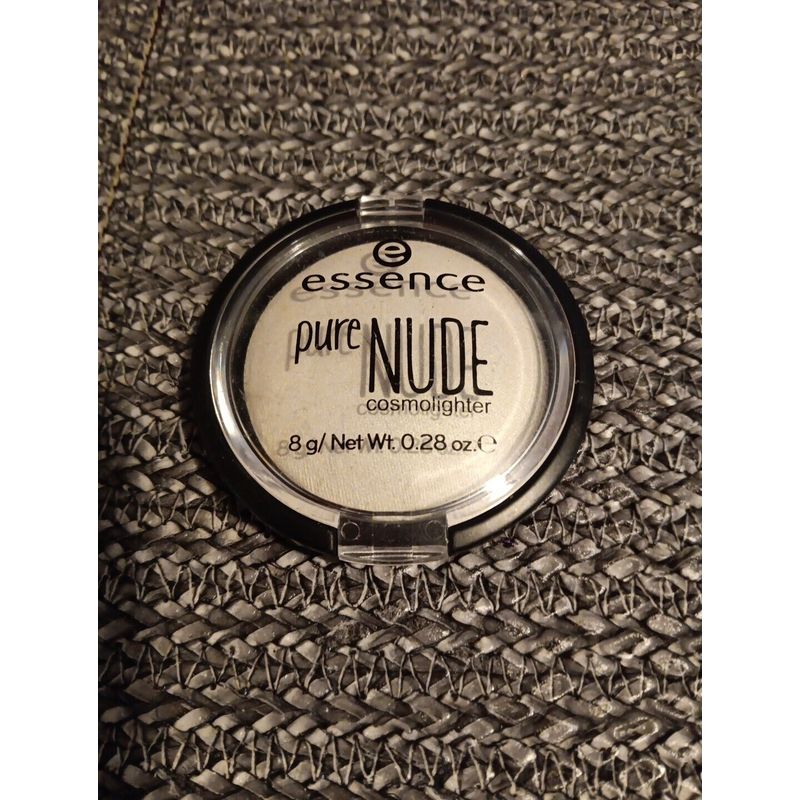 e
essence
pure NUDE
cosmolighter
8 g/ Net Wt. 0.28 oz.℮